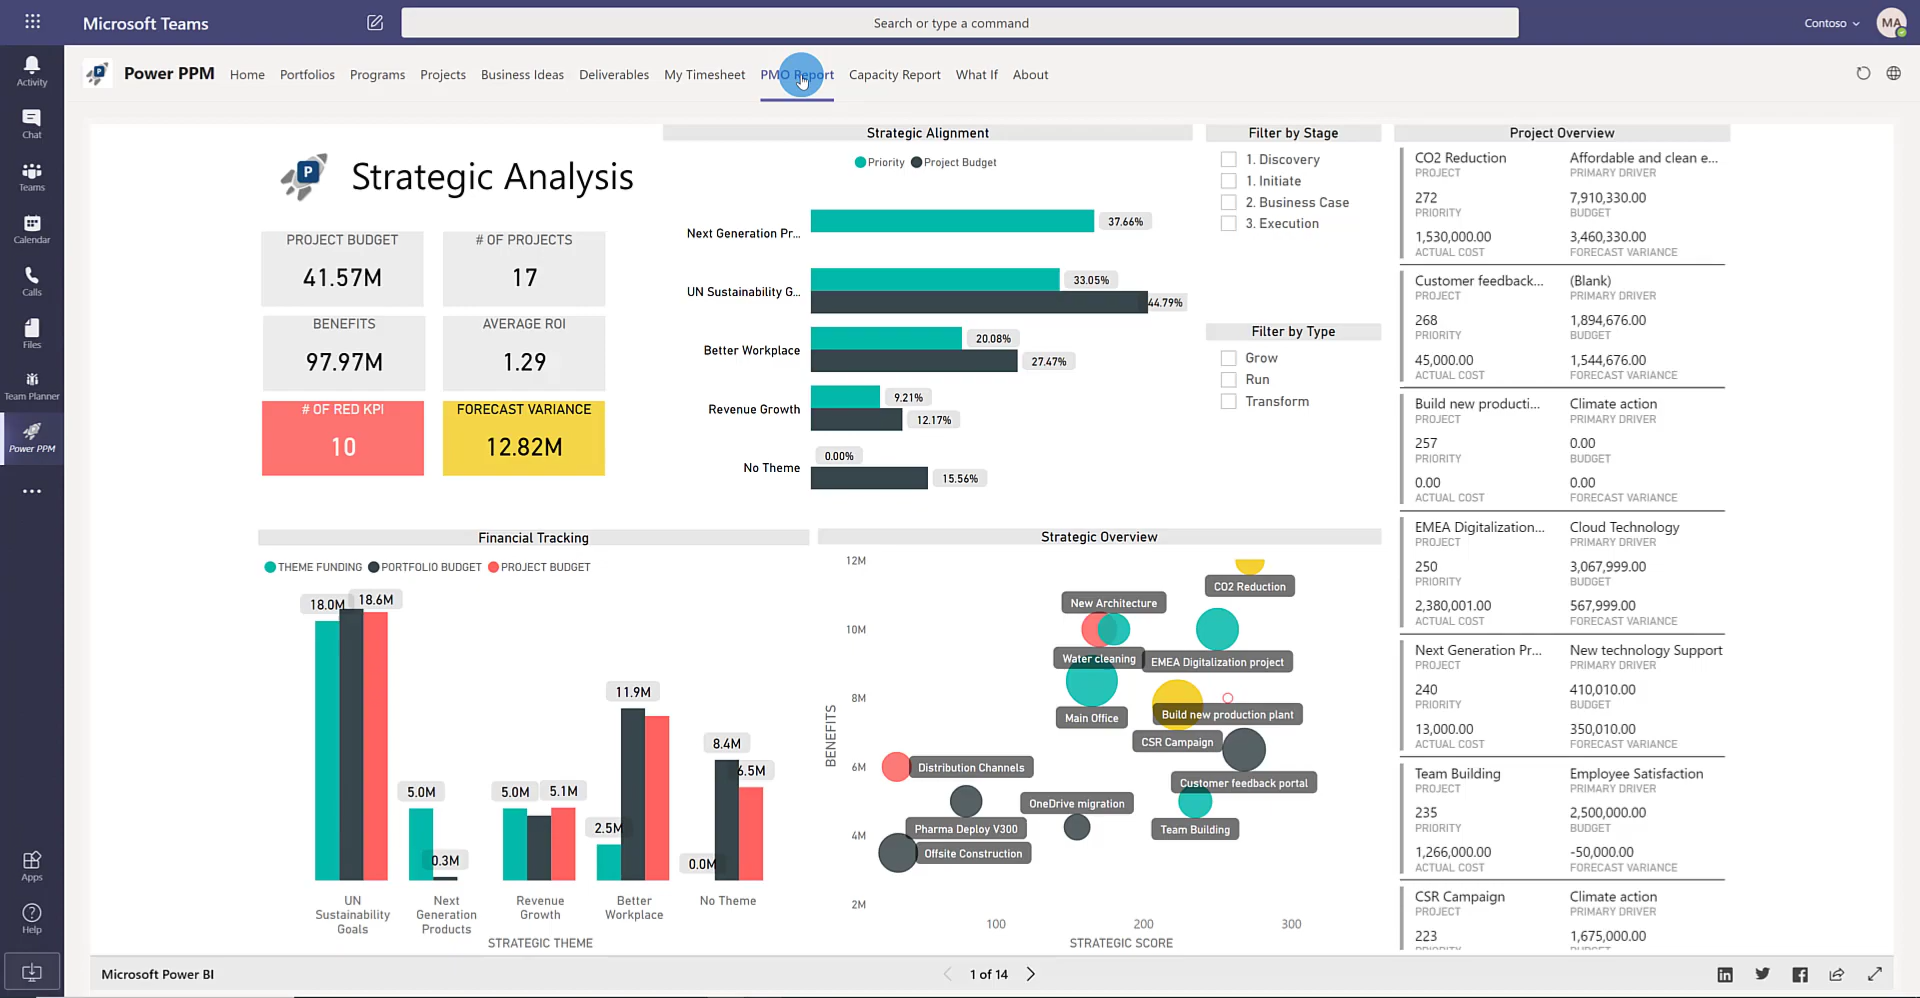 Microsoft Teams
Search or type a command
Contoso
MA
Activity
Chat
Teams
Calendar
Calls
Files
Team Planner
Power PPM
Apps
Help
Power PPM
Home
Portfolios
Programs
Projects
Business Ideas
Deliverables
My Timesheet
PMO Report
Capacity Report
What If
About
P
Strategic Analysis
PROJECT BUDGET
41.57M
# OF PROJECTS
17
BENEFITS
97.97M
AVERAGE ROI
1.29
# OF RED KPI
10
FORECAST VARIANCE
12.82M
Strategic Alignment
Priority
Project Budget
Next Generation Pr...
37.66%
UN Sustainability G...
33.05%
44.79%
Better Workplace
20.08%
27.47%
Revenue Growth
9.21%
12.17%
No Theme
0.00%
15.56%
Filter by Stage
1. Discovery
1. Initiate
2. Business Case
3. Execution
Filter by Type
Grow
Run
Transform
Project Overview
CO2 Reduction
Affordable and clean e...
PROJECT
PRIMARY DRIVER
272
7,910,330.00
PRIORITY
BUDGET
1,530,000.00
3,460,330.00
ACTUAL COST
FORECAST VARIANCE
Customer feedback...
(Blank)
PROJECT
PRIMARY DRIVER
268
1,894,676.00
PRIORITY
BUDGET
45,000.00
1,544,676.00
ACTUAL COST
FORECAST VARIANCE
Build new producti...
Climate action
PROJECT
PRIMARY DRIVER
257
0.00
PRIORITY
BUDGET
0.00
0.00
ACTUAL COST
FORECAST VARIANCE
EMEA Digitalization...
Cloud Technology
PROJECT
PRIMARY DRIVER
250
3,067,999.00
PRIORITY
BUDGET
2,380,001.00
567,999.00
ACTUAL COST
FORECAST VARIANCE
Next Generation Pr...
New technology Support
PROJECT
PRIMARY DRIVER
240
410,010.00
PRIORITY
BUDGET
13,000.00
350,010.00
ACTUAL COST
FORECAST VARIANCE
Team Building
Employee Satisfaction
PROJECT
PRIMARY DRIVER
235
2,500,000.00
PRIORITY
BUDGET
1,266,000.00
-50,000.00
ACTUAL COST
FORECAST VARIANCE
CSR Campaign
Climate action
PROJECT
PRIMARY DRIVER
223
1,675,000.00
PRIORITY
BUDGET
Financial Tracking
THEME FUNDING
PORTFOLIO BUDGET
PROJECT BUDGET
18.0M
18.6M
5.0M
0.3M
5.0M
5.1M
2.5M
11.9M
0.0M
8.4M
6.5M
UN Sustainability Goals
Next Generation Products
Revenue Growth
Better Workplace
No Theme
STRATEGIC THEME
Strategic Overview
12M
10M
8M
6M
4M
2M
BENEFITS
CO2 Reduction
New Architecture
Water cleaning
EMEA Digitalization project
Main Office
Build new production plant
CSR Campaign
Distribution Channels
Customer feedback portal
OneDrive migration
Pharma Deploy V300
Team Building
Offsite Construction
100
200
300
STRATEGIC SCORE
Microsoft Power BI
1 of 14